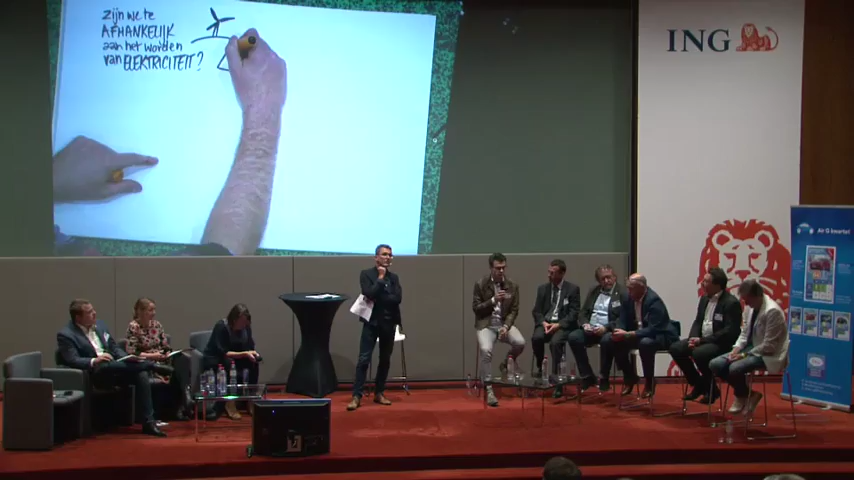 zijn we te
AFHANKELIJK
aan het worden
van ELEKTRICITEIT?
ING